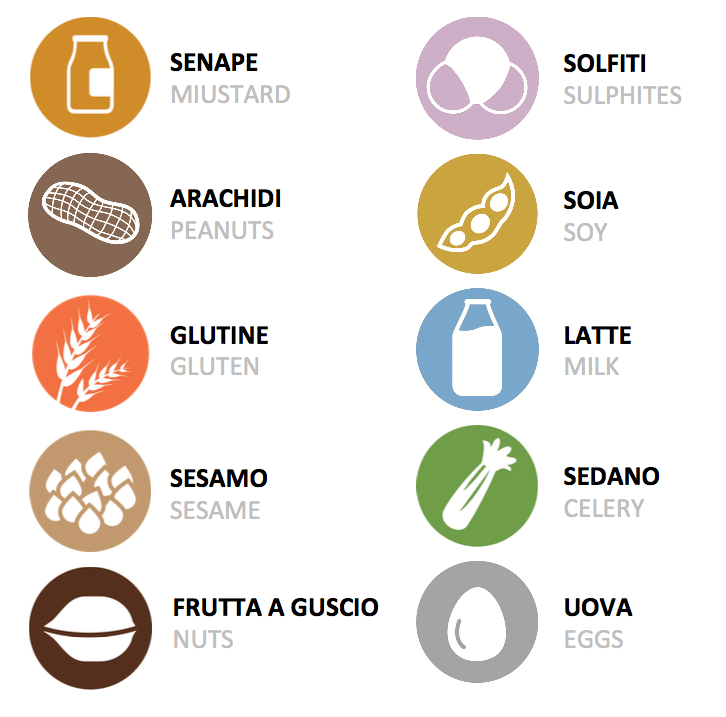 SENAPE
MIUSTARD
SOLFITI
SULPHITES
ARACHIDI
PEANUTS
SOIA
SOY
GLUTINE
GLUTEN
LATTE
MILK
SESAMO
SESAME
SEDANO
CELERY
FRUTTA A GUSCIO
NUTS
UOVA
EGGS